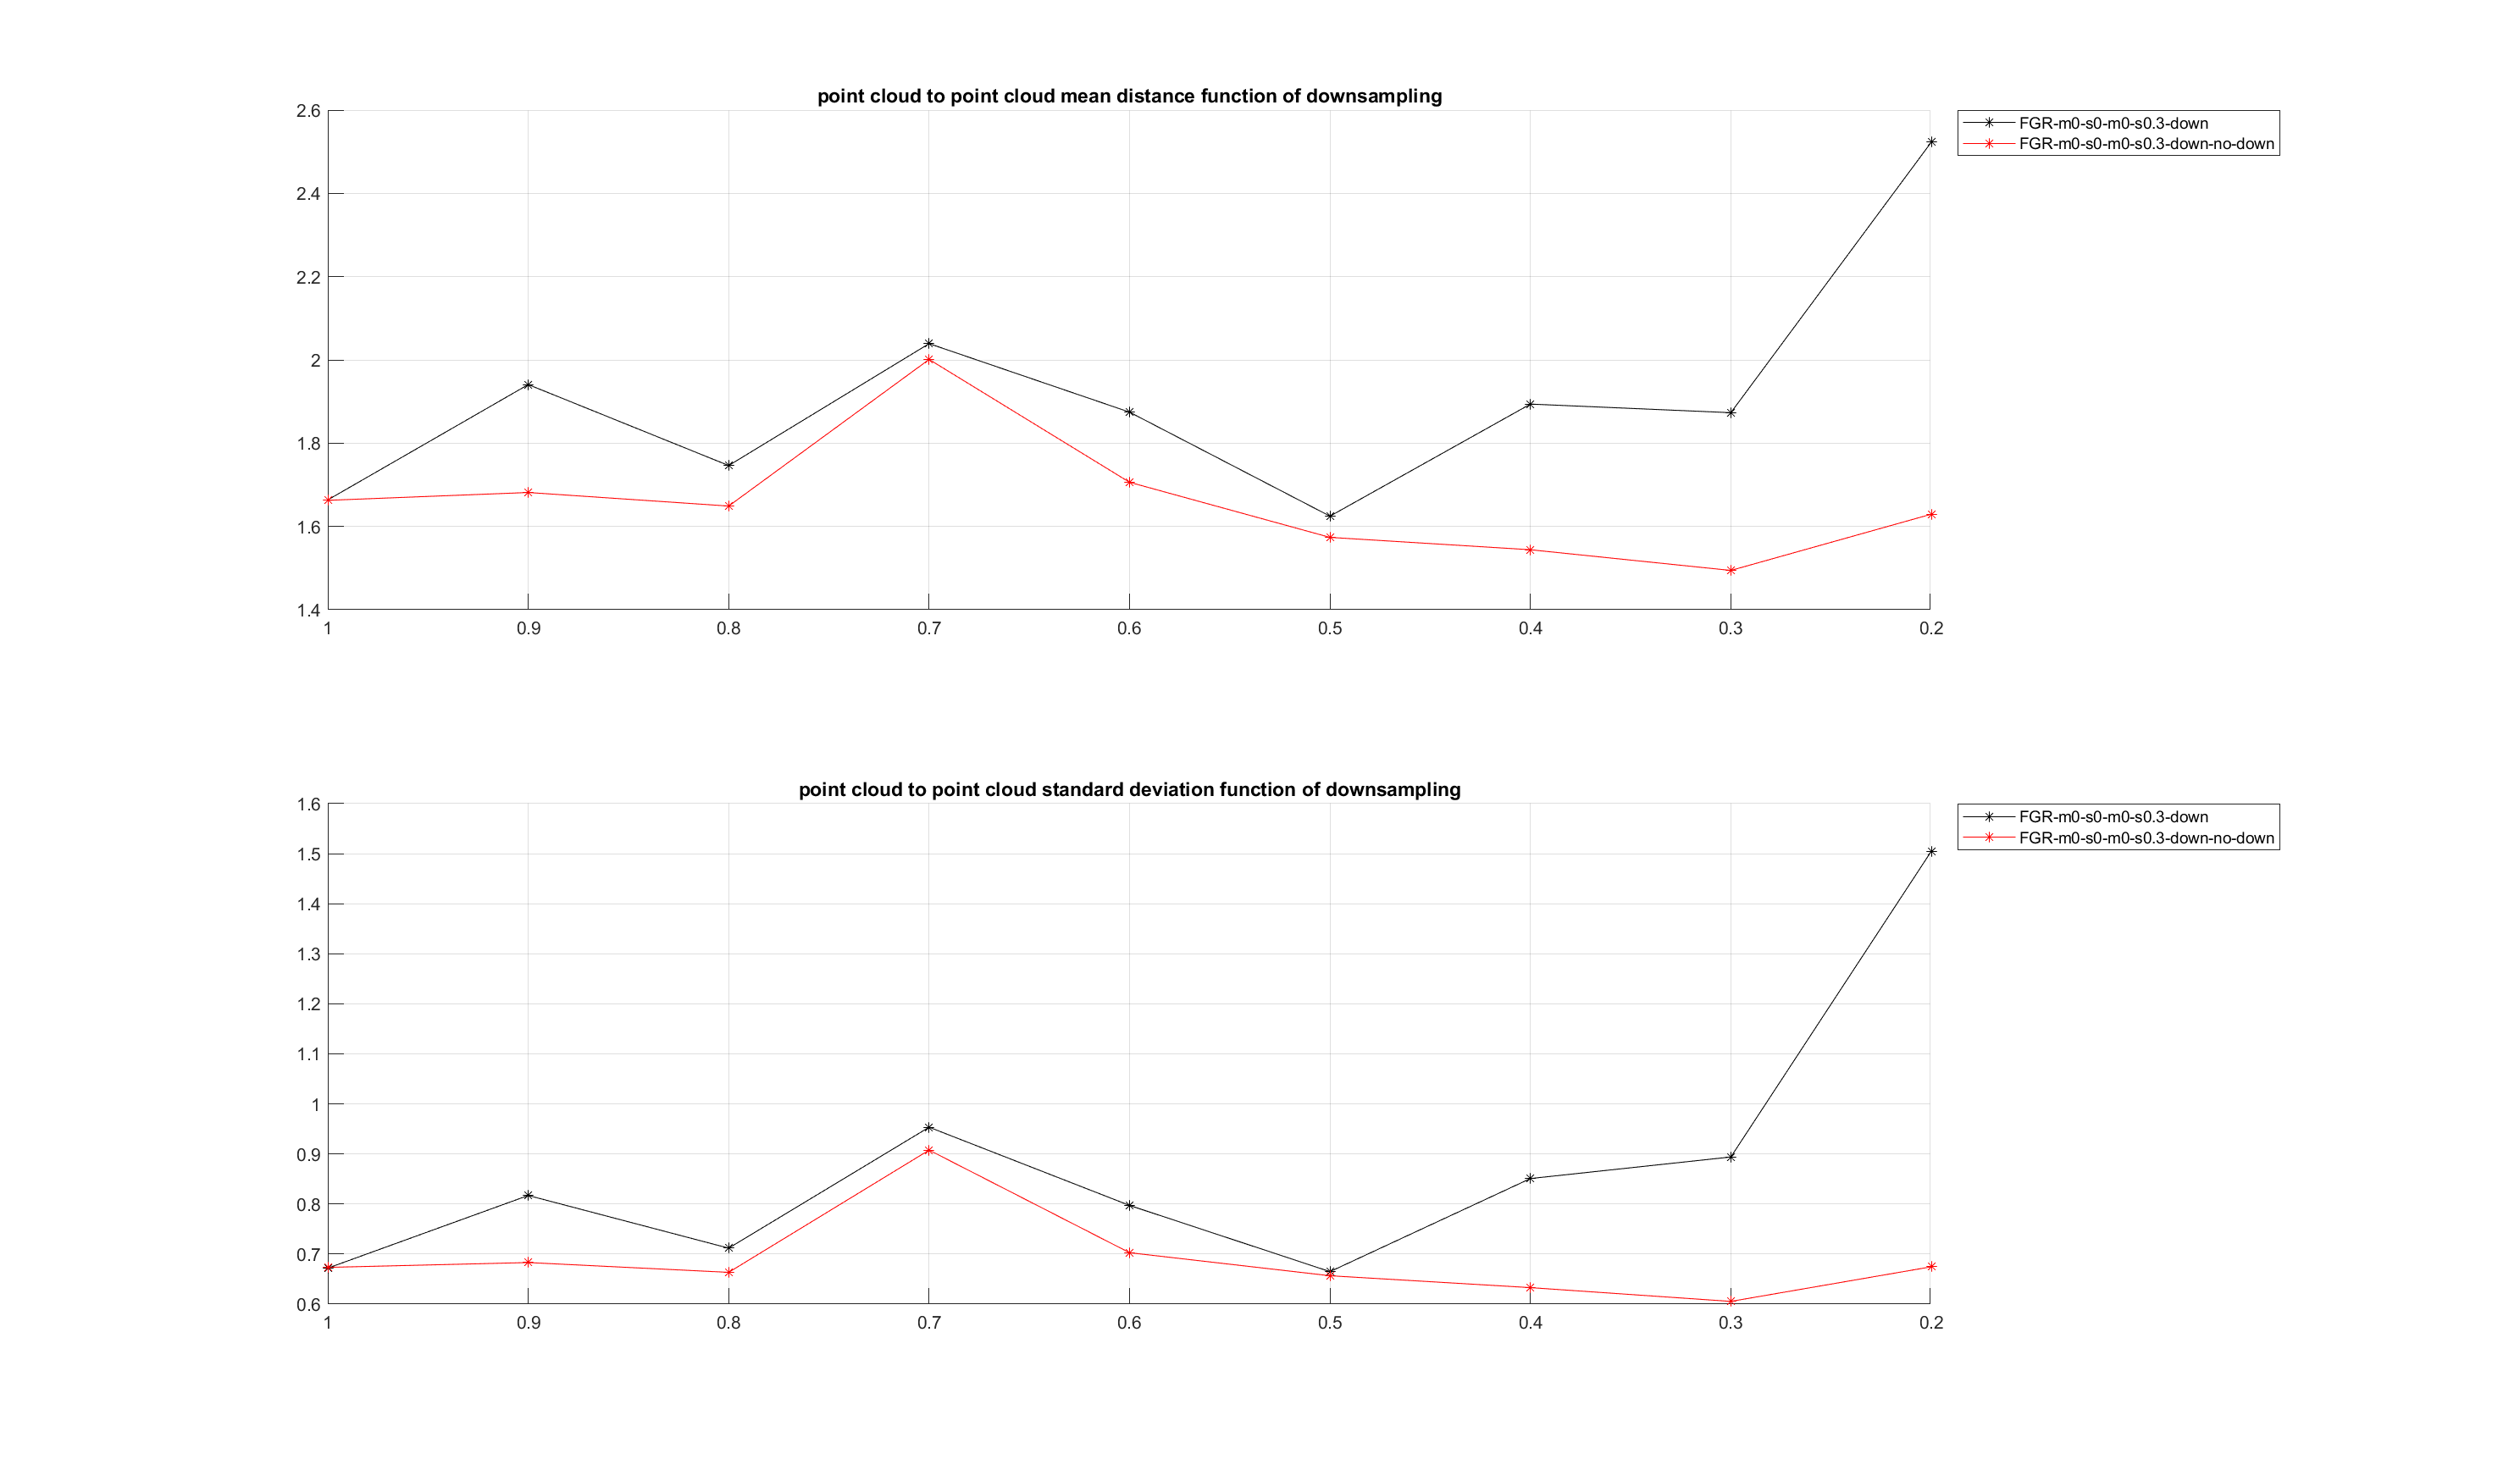 point cloud to point cloud mean distance function of downsampling
2.6
2.4
2.2
2
1.8
1.6
1.4
1 0.9 0.8 0.7 0.6 0.5 0.4 0.3 0.2
FGR-m0-s0-m0-s0.3-down
FGR-m0-s0-m0-s0.3-down-no-down
point cloud to point cloud standard deviation function of downsampling
1.6
1.5
1.4
1.3
1.2
1.1
1
0.9
0.8
0.7
0.6
1 0.9 0.8 0.7 0.6 0.5 0.4 0.3 0.2
FGR-m0-s0-m0-s0.3-down
FGR-m0-s0-m0-s0.3-down-no-down